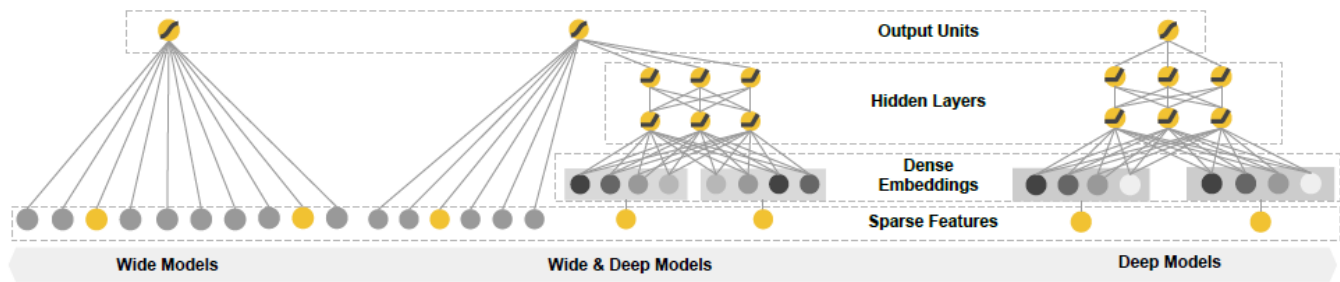 Output Units
Hidden Layers
Dense
Embeddings
Sparse Features
Wide Models
Wide & Deep Models
Deep Models